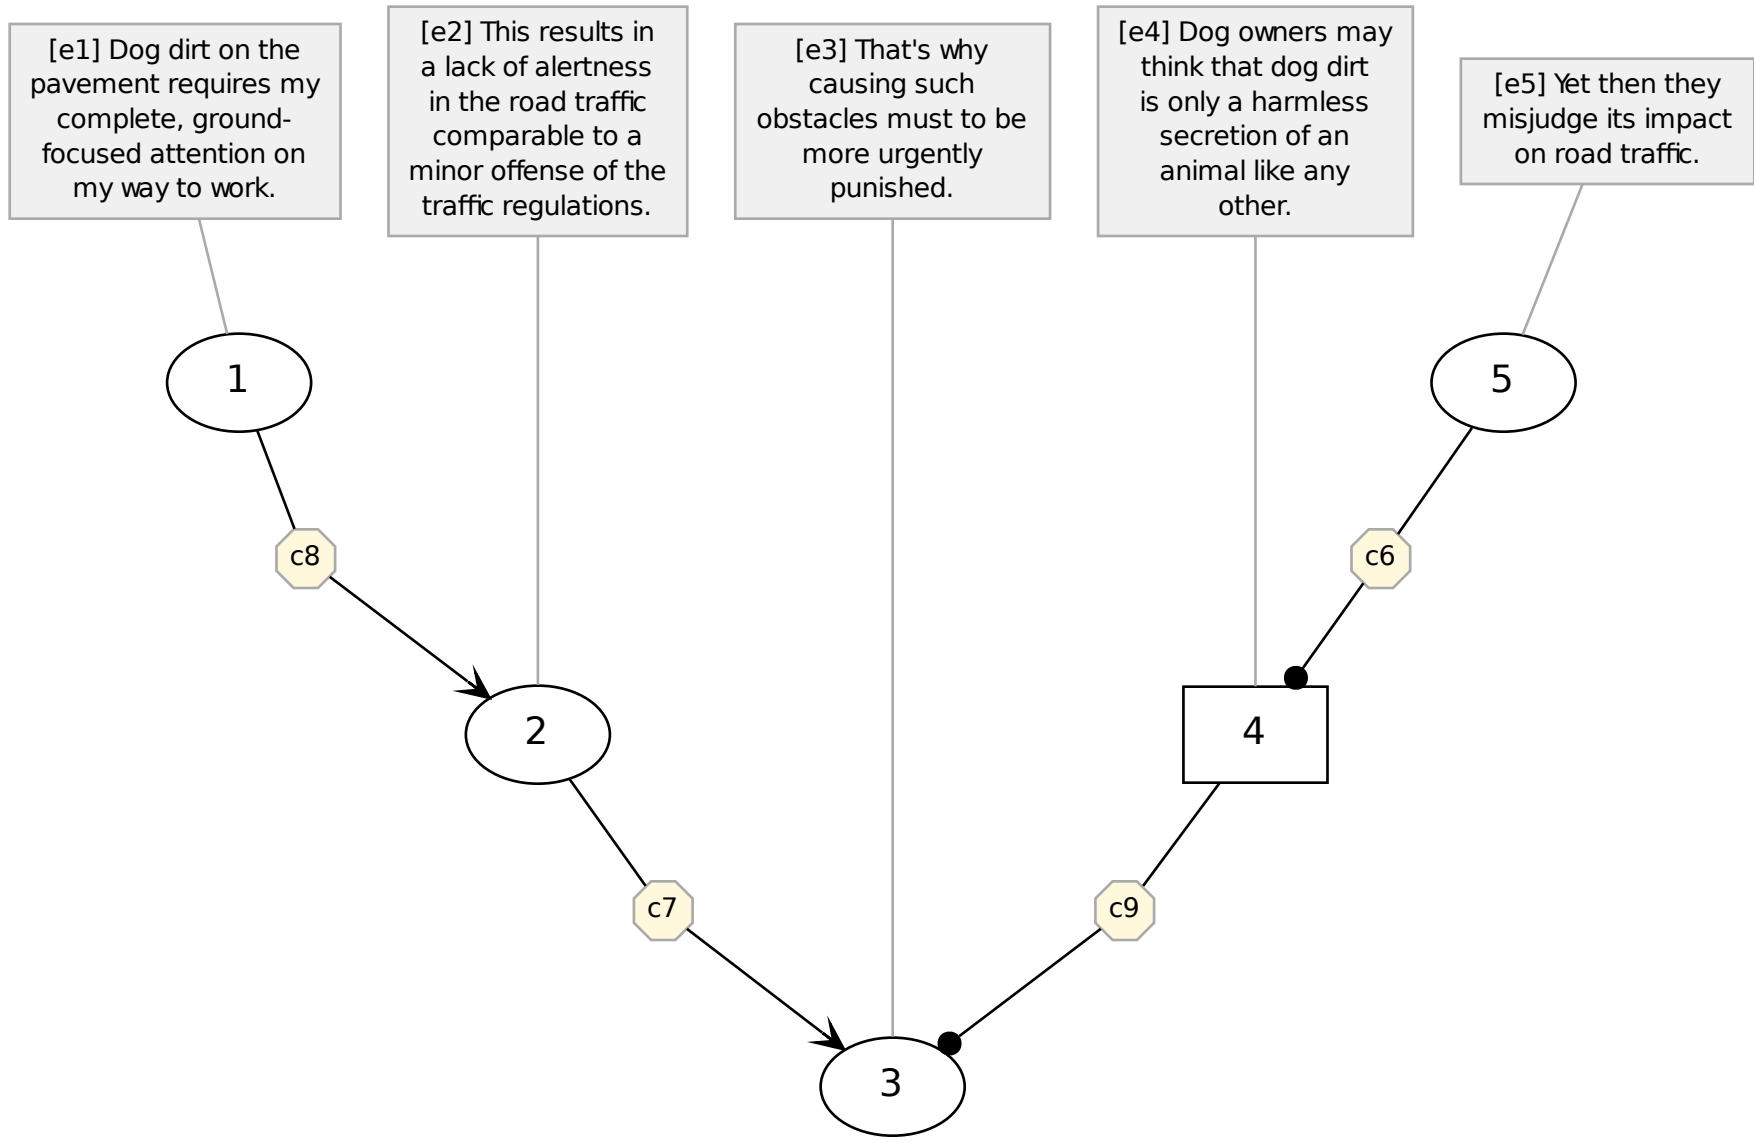 [e1] Dog dirt on the
pavement requires my
complete, ground-
focused attention on
my way to work.
[e2] This results in
a lack of alertness
in the road traffic
comparable to a
minor offense of the
traffic regulations.
[e3] That's why
causing such
obstacles must to be
more urgently
punished.
[e4] Dog owners may
think that dog dirt
is only a harmless
secretion of an
animal like any
other.
[e5] Yet then they
misjudge its impact
on road traffic.
1
5
c8
c6
2
4
c7
c9
3